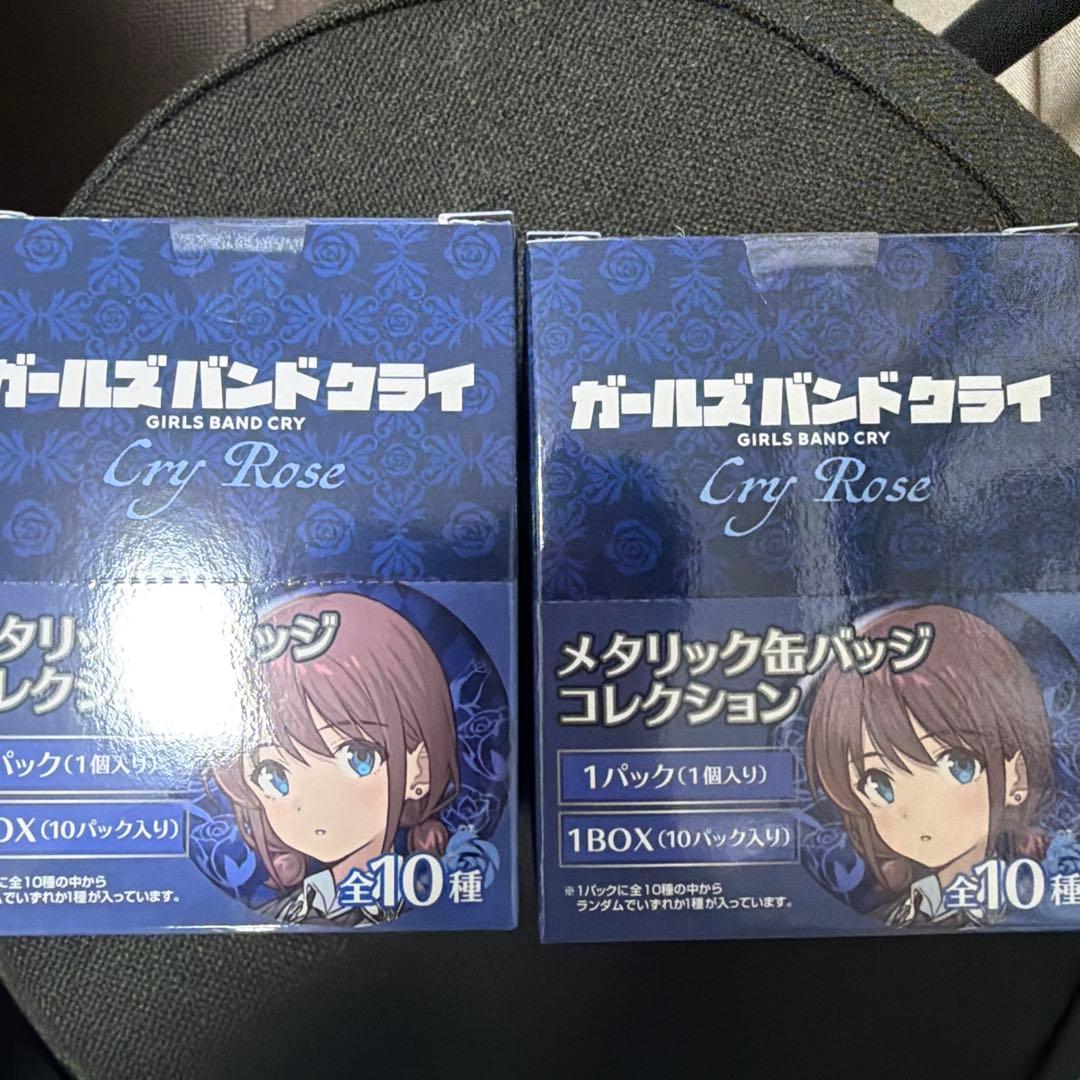 ガールズバンドクライ
GIRLS BAND CRY
Cry Rose
パック(1個入り)
OX(10パック入り)
に全10種の中から
ムでいずれか1種が入っています。
全10種
ガールズバンドクライ
GIRLS BAND CRY
Cry Rose
メタリック缶バッジ
コレクション
1パック(1個入り)
1BOX(10パック入り)
※1パックに全10種の中から
ランダムでいずれか1種が入っています。
全10種